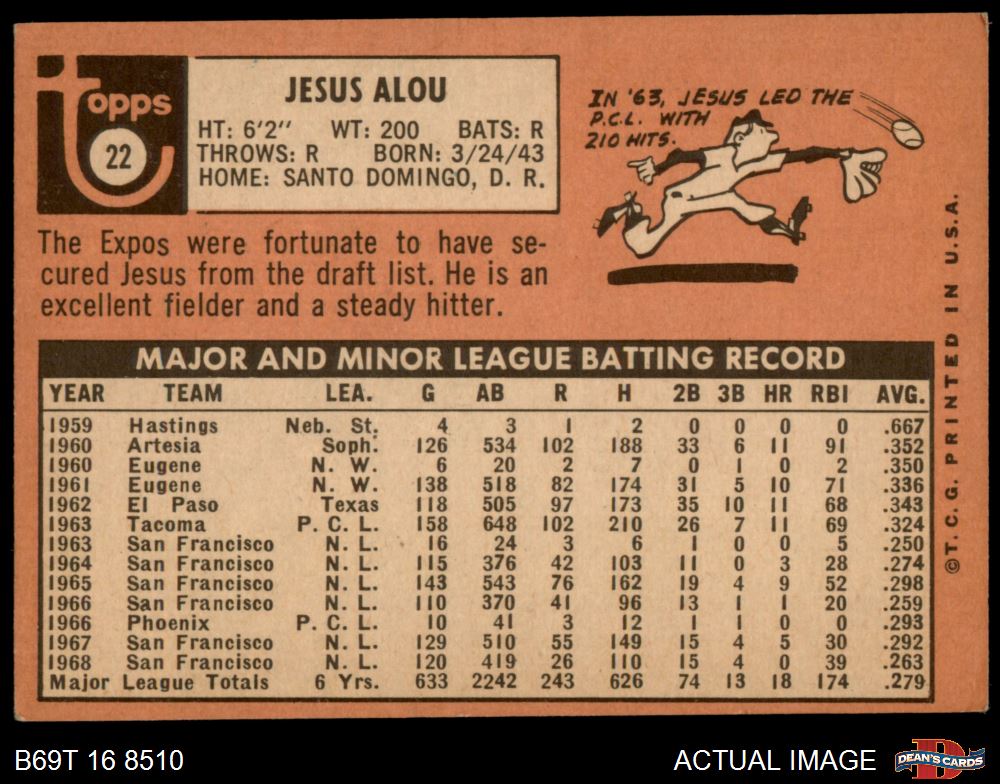 Topps
22
JESUS ALOU
HT: 6'2" WT: 200 BATS: R
THROWS: R BORN: 3/24/43
HOME: SANTO DOMINGO, D. R.
IN '63, JESUS LED THE
P.C.L. WITH
210 HITS.
The Expos were fortunate to have se-
cured Jesus from the draft list. He is an
excellent fielder and a steady hitter.
MAJOR AND MINOR LEAGUE BATTING RECORD
YEAR TEAM LEA. G AB R H 2B 3B HR RBI AVG.
1959 Hastings Neb. St. 4 3 1 2 0 0 0 0 .667
1960 Artesia Soph. 126 534 102 188 33 6 11 91 .352
1960 Eugene N. W. 6 20 2 7 0 1 0 2 .350
1961 Eugene N. W. 138 518 82 174 31 5 10 71 .336
1962 El Paso Texas 118 505 97 173 35 10 11 68 .343
1963 Tacoma P. C. L. 158 648 102 210 26 7 11 69 .324
1963 San Francisco N. L. 16 24 3 6 1 0 0 5 .250
1964 San Francisco N. L. 115 376 42 103 11 0 3 28 .274
1965 San Francisco N. L. 143 543 76 162 19 4 9 52 .298
1966 San Francisco N. L. 110 370 41 96 13 1 1 20 .259
1966 Phoenix P. C. L. 10 41 3 12 1 1 0 0 .293
1967 San Francisco N. L. 129 510 55 149 15 4 5 30 .292
1968 San Francisco N. L. 120 419 26 110 15 4 0 39 .263
Major League Totals 6 Yrs. 633 2242 243 626 74 13 18 174 .279
© T. C. G. PRINTED IN U.S.A.
B69T 16 8510
ACTUAL IMAGE
DEAN'S CARDS